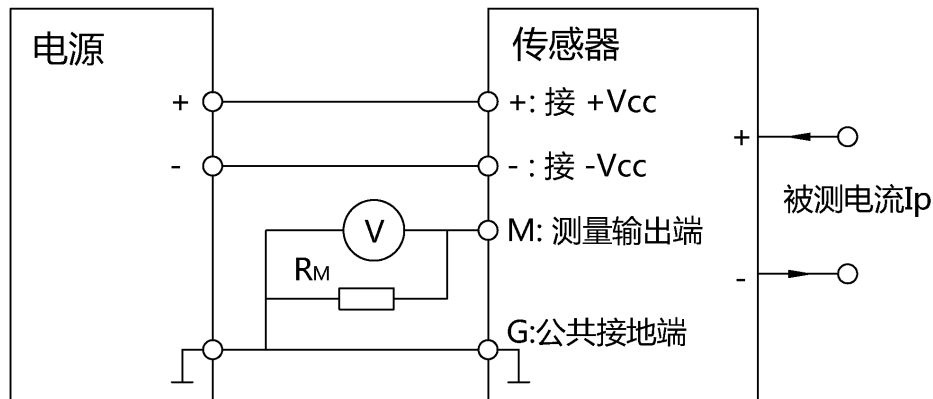 电源
传感器
+
+: 接 +Vcc
+
-
- : 接 -Vcc
被测电流Ip
V
M: 测量输出端
RM
-
G:公共接地端